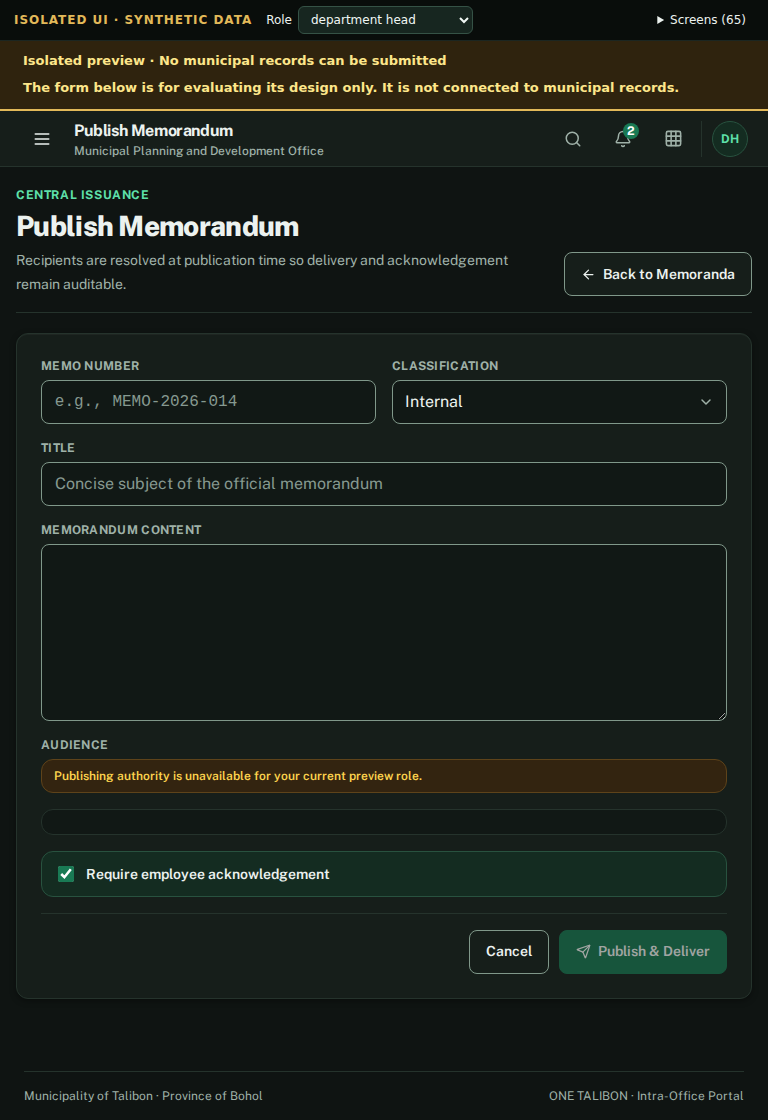 ISOLATED UI · SYNTHETIC DATA Role department head Screens (65)
Isolated preview · No municipal records can be submitted
The form below is for evaluating its design only. It is not connected to municipal records.
Publish Memorandum
Municipal Planning and Development Office
2
DH
CENTRAL ISSUANCE
Publish Memorandum
Recipients are resolved at publication time so delivery and acknowledgement
remain auditable.
Back to Memoranda
MEMO NUMBER CLASSIFICATION
e.g., MEMO-2026-014 Internal
TITLE
Concise subject of the official memorandum
MEMORANDUM CONTENT
AUDIENCE
Publishing authority is unavailable for your current preview role.
Require employee acknowledgement
Cancel Publish & Deliver
Municipality of Talibon · Province of Bohol ONE TALIBON · Intra-Office Portal